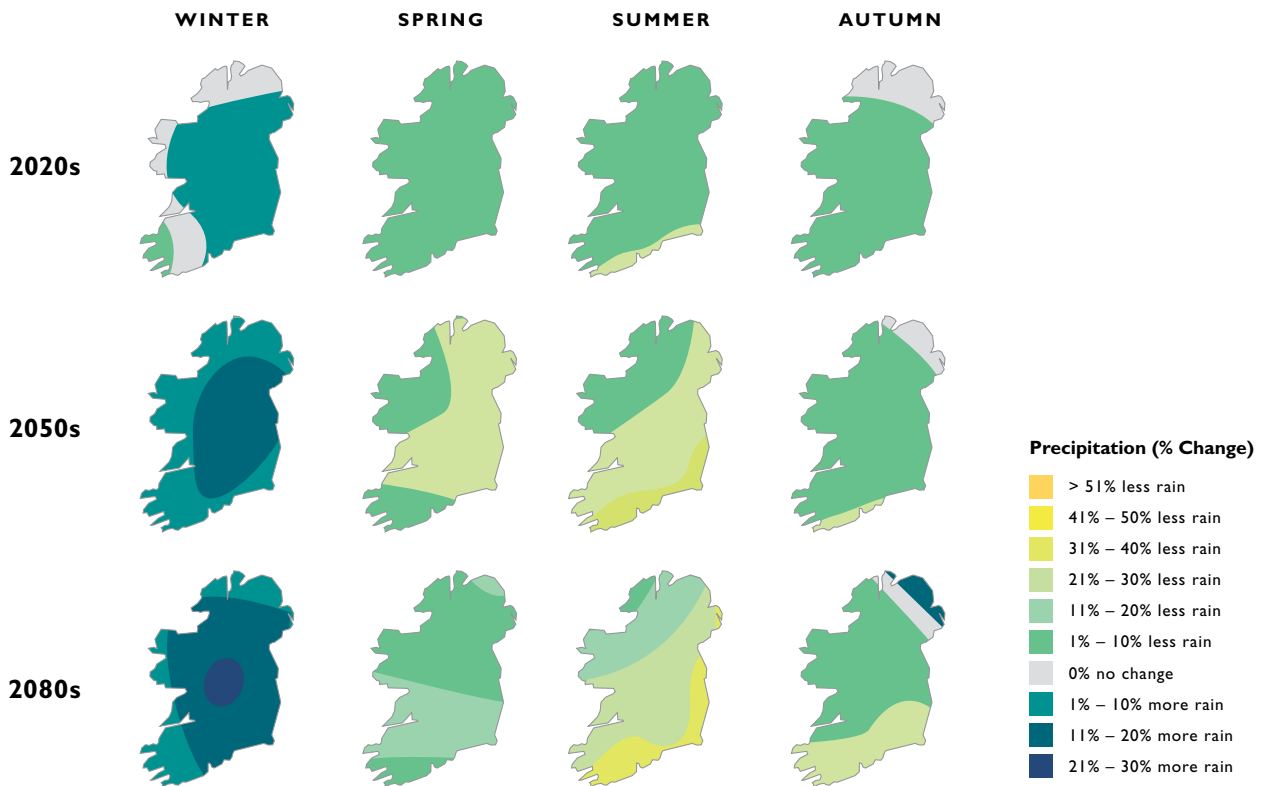 WINTER SPRING SUMMER AUTUMN
2020s
2050s
2080s
Precipitation (% Change)
> 51% less rain
41% – 50% less rain
31% – 40% less rain
21% – 30% less rain
11% – 20% less rain
1% – 10% less rain
0% no change
1% – 10% more rain
11% – 20% more rain
21% – 30% more rain